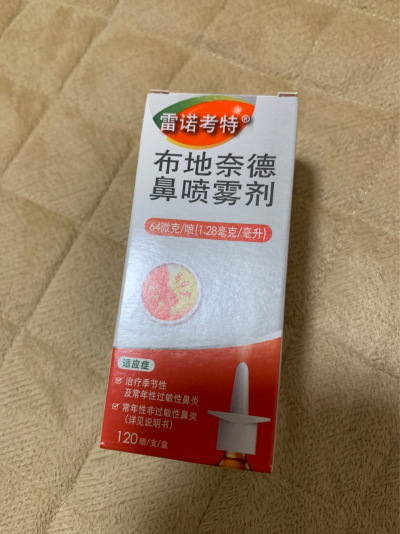 雷诺考特®
布地奈德
鼻喷雾剂
64微克/喷(1.28毫克/毫升)
适应症
治疗季节性
及常年性过敏性鼻炎
常年性非过敏性鼻炎
(详见说明书)
120喷/支/盒